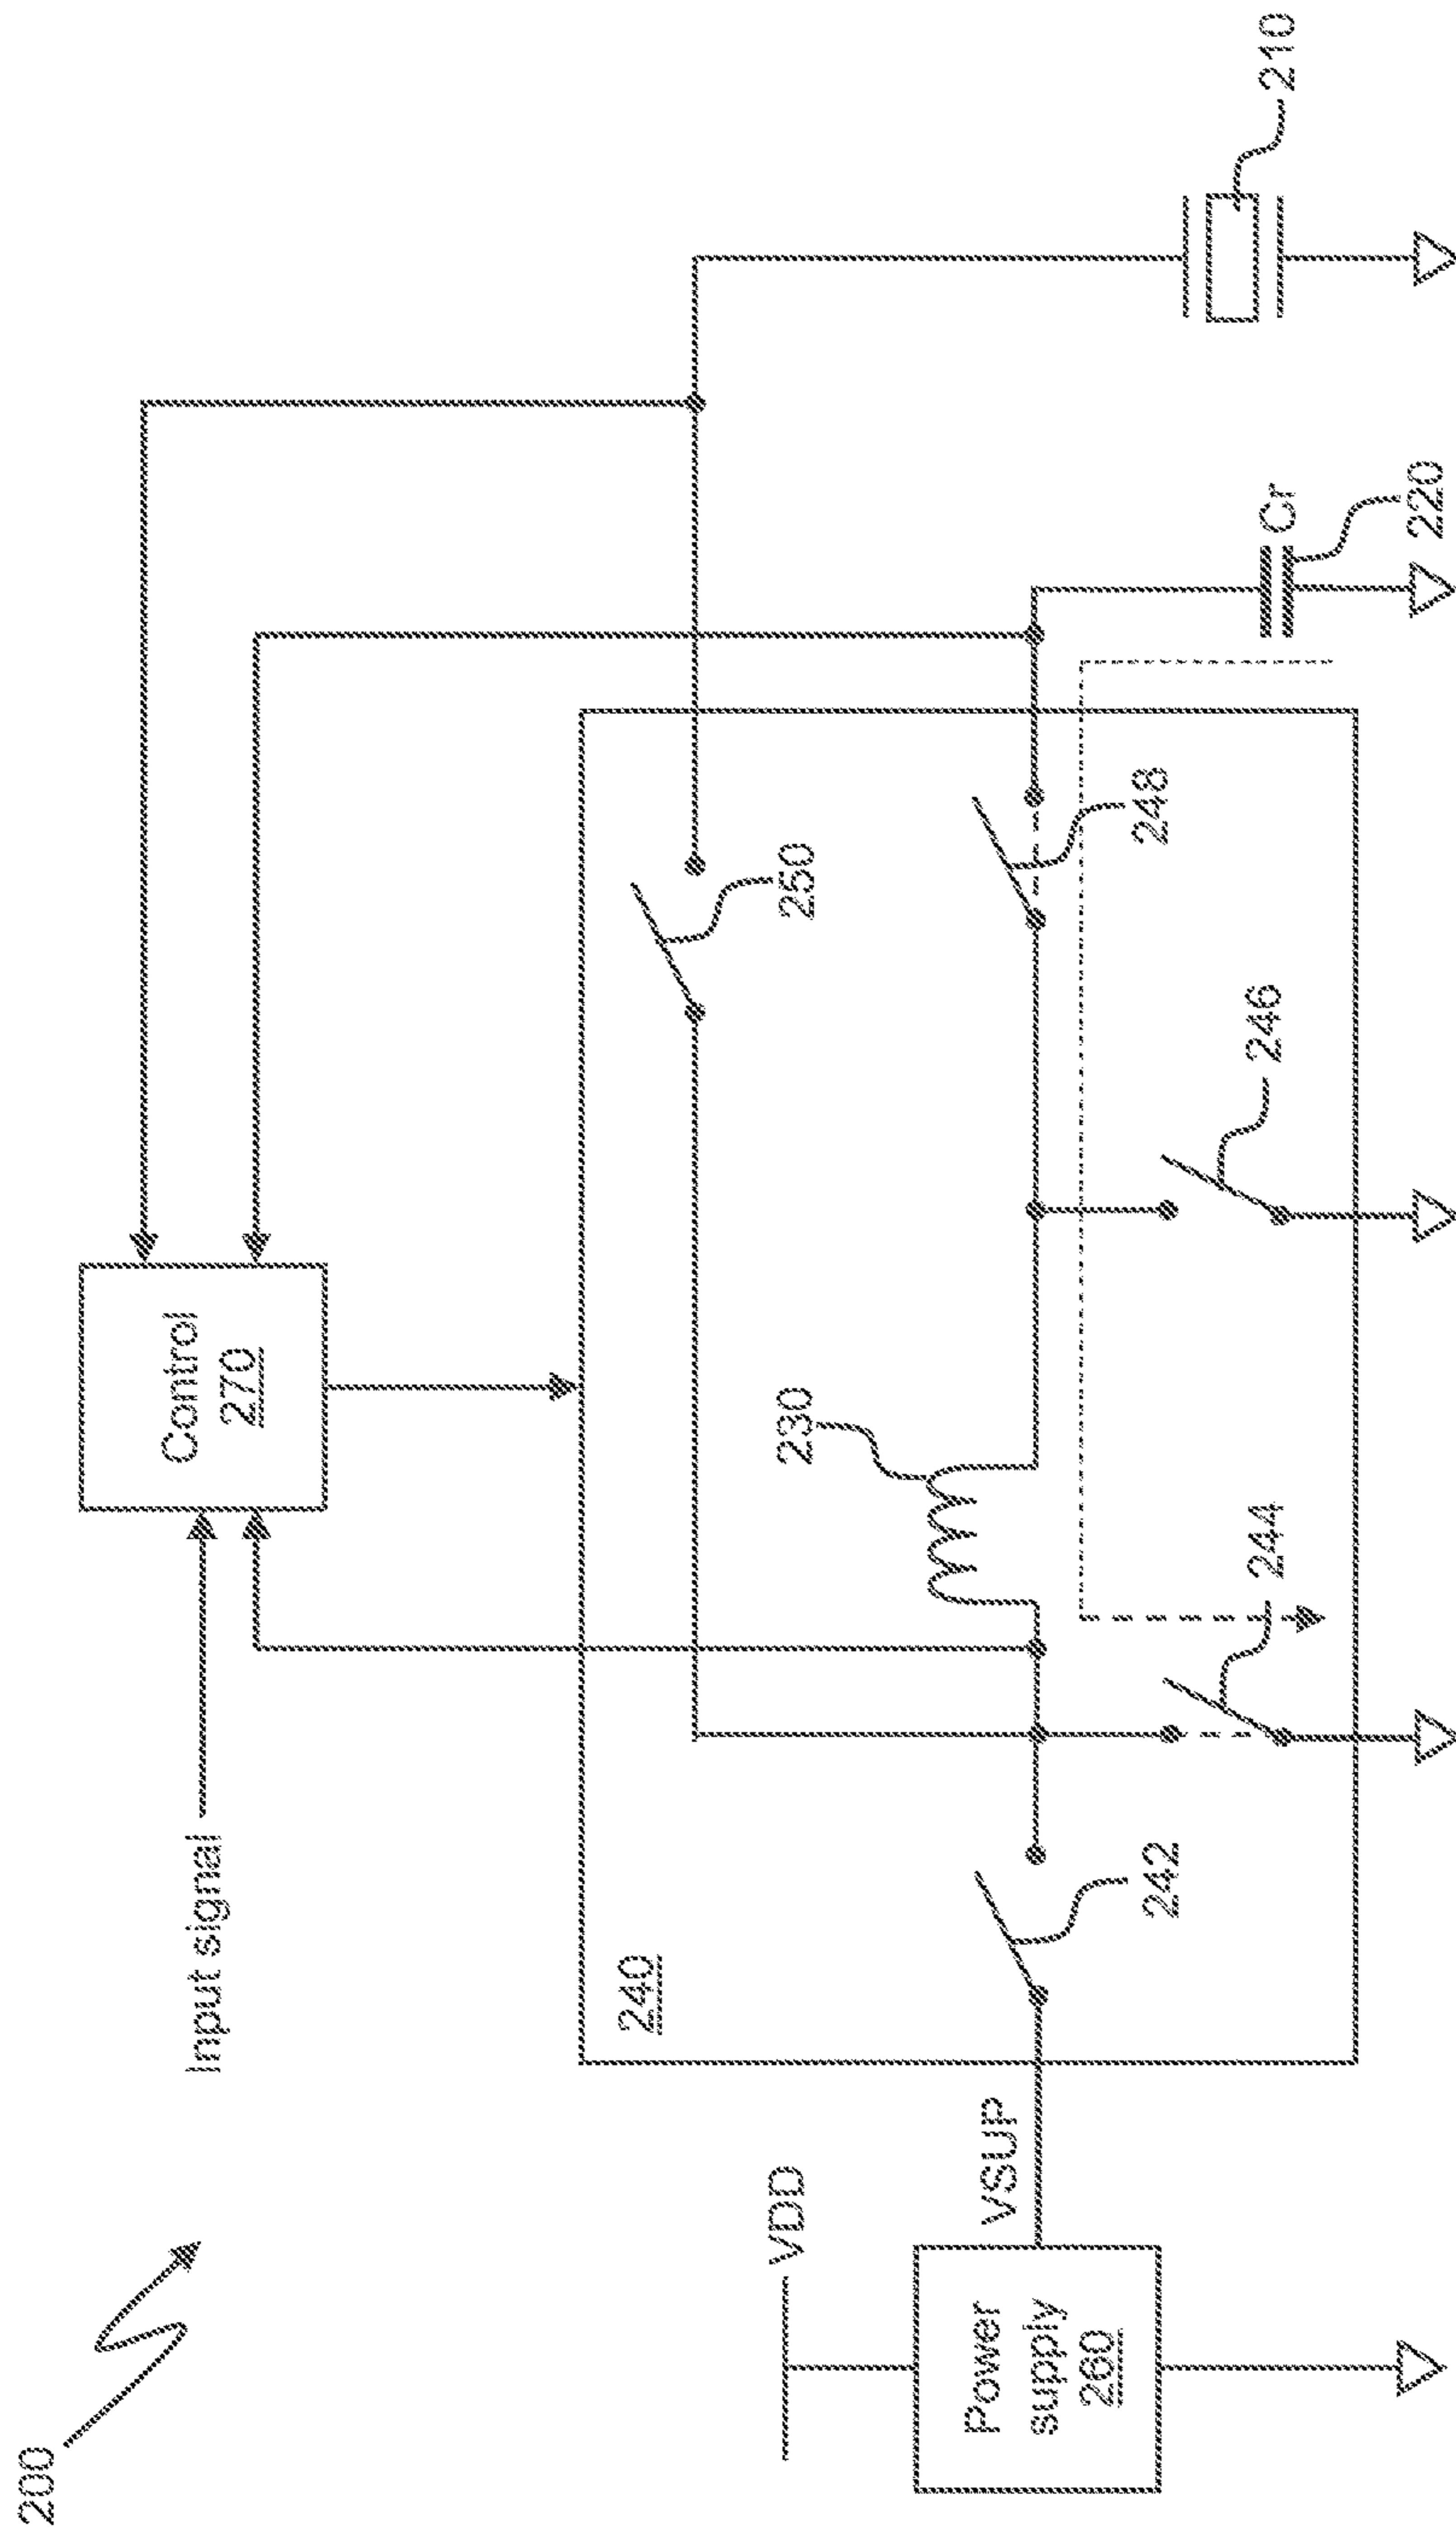 200
Input signal
Control
270
240
250
230
248
246
244
242
VDD
VSUP
Power
supply
260
Cr
220
210